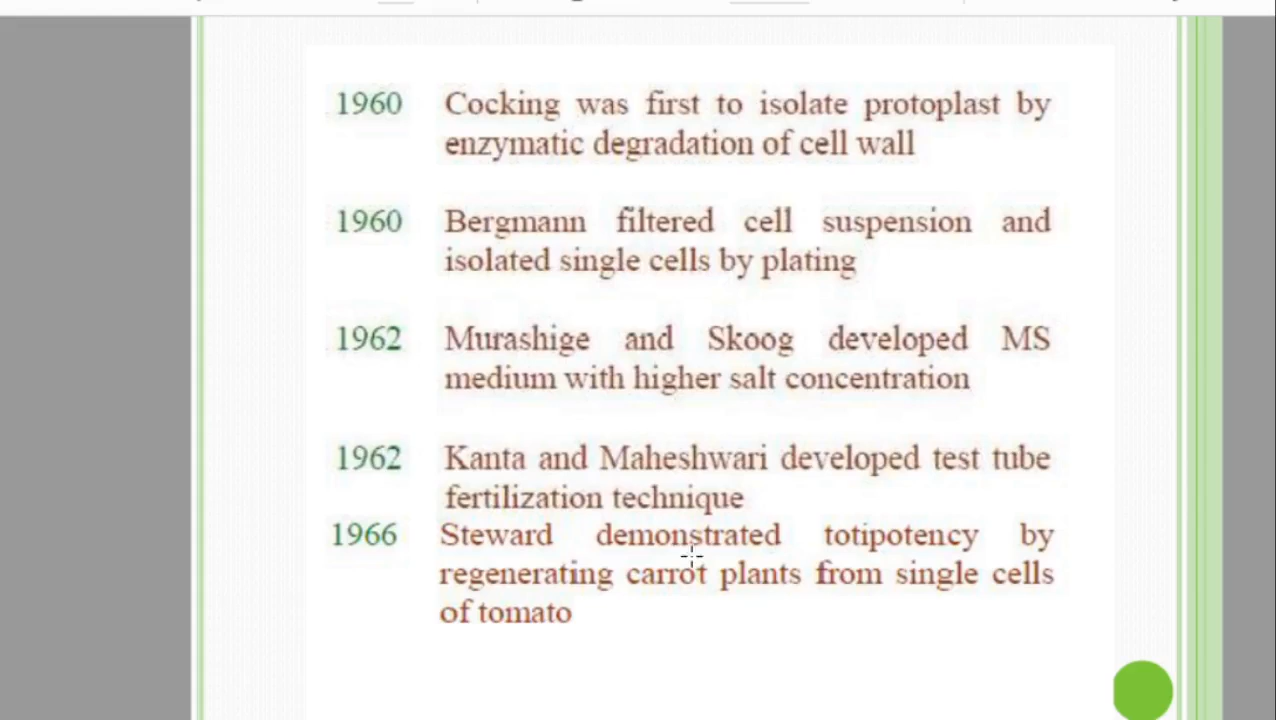 1960 Cocking was first to isolate protoplast by
enzymatic degradation of cell wall
1960 Bergmann filtered cell suspension and
isolated single cells by plating
1962 Murashige and Skoog developed MS
medium with higher salt concentration
1962 Kanta and Maheshwari developed test tube
fertilization technique
1966 Steward demonstrated totipotency by
regenerating carrot plants from single cells
of tomato